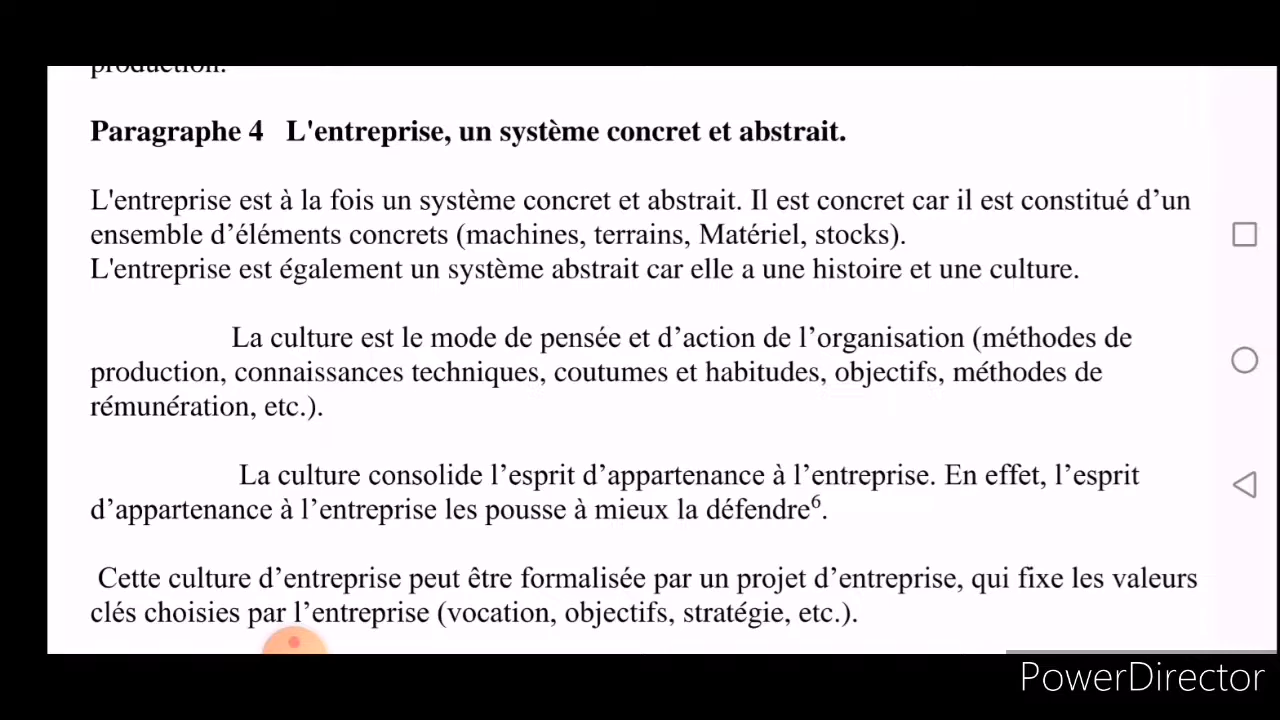 production.
Paragraphe 4 L'entreprise, un système concret et abstrait.
L'entreprise est à la fois un système concret et abstrait. Il est concret car il est constitué d’un
ensemble d’éléments concrets (machines, terrains, Matériel, stocks).
L'entreprise est également un système abstrait car elle a une histoire et une culture.
La culture est le mode de pensée et d’action de l’organisation (méthodes de
production, connaissances techniques, coutumes et habitudes, objectifs, méthodes de
rémunération, etc.).
La culture consolide l’esprit d’appartenance à l’entreprise. En effet, l’esprit
d’appartenance à l’entreprise les pousse à mieux la défendre⁶.
Cette culture d’entreprise peut être formalisée par un projet d’entreprise, qui fixe les valeurs
clés choisies par l’entreprise (vocation, objectifs, stratégie, etc.).
PowerDirector